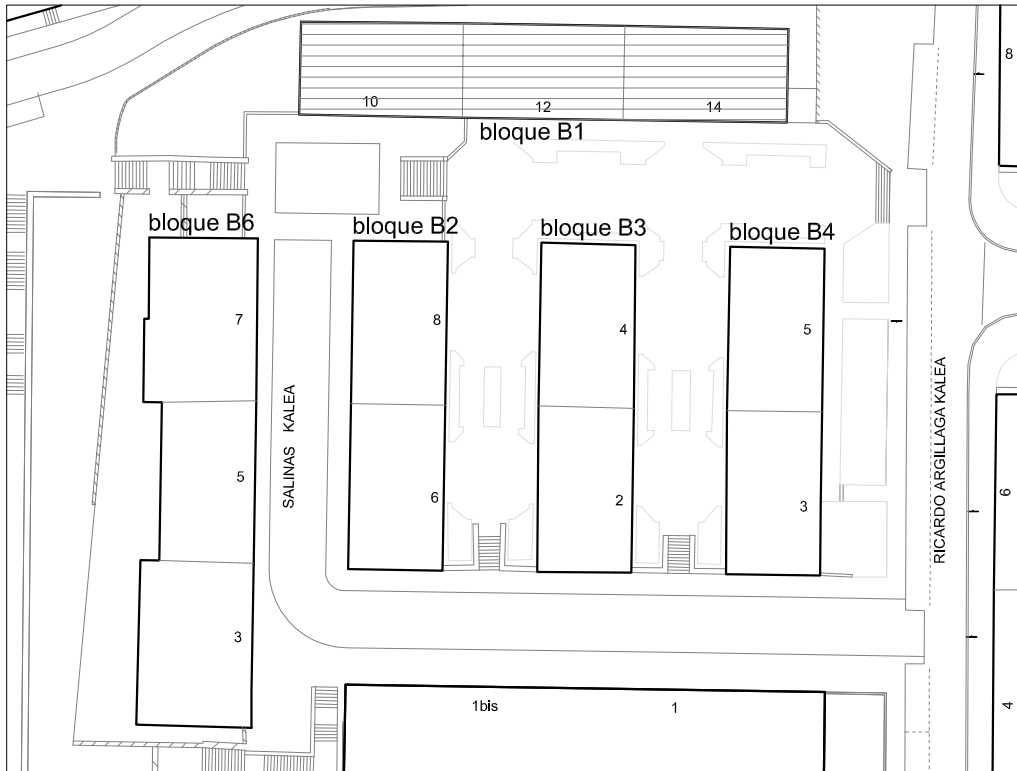 8
10
12
14
bloque B1
bloque B6
bloque B2
bloque B3
bloque B4
7
8
4
5
SALINAS KALEA
RICARDO ARGILLAGA KALEA
5
6
2
3
6
3
1bis
1
4